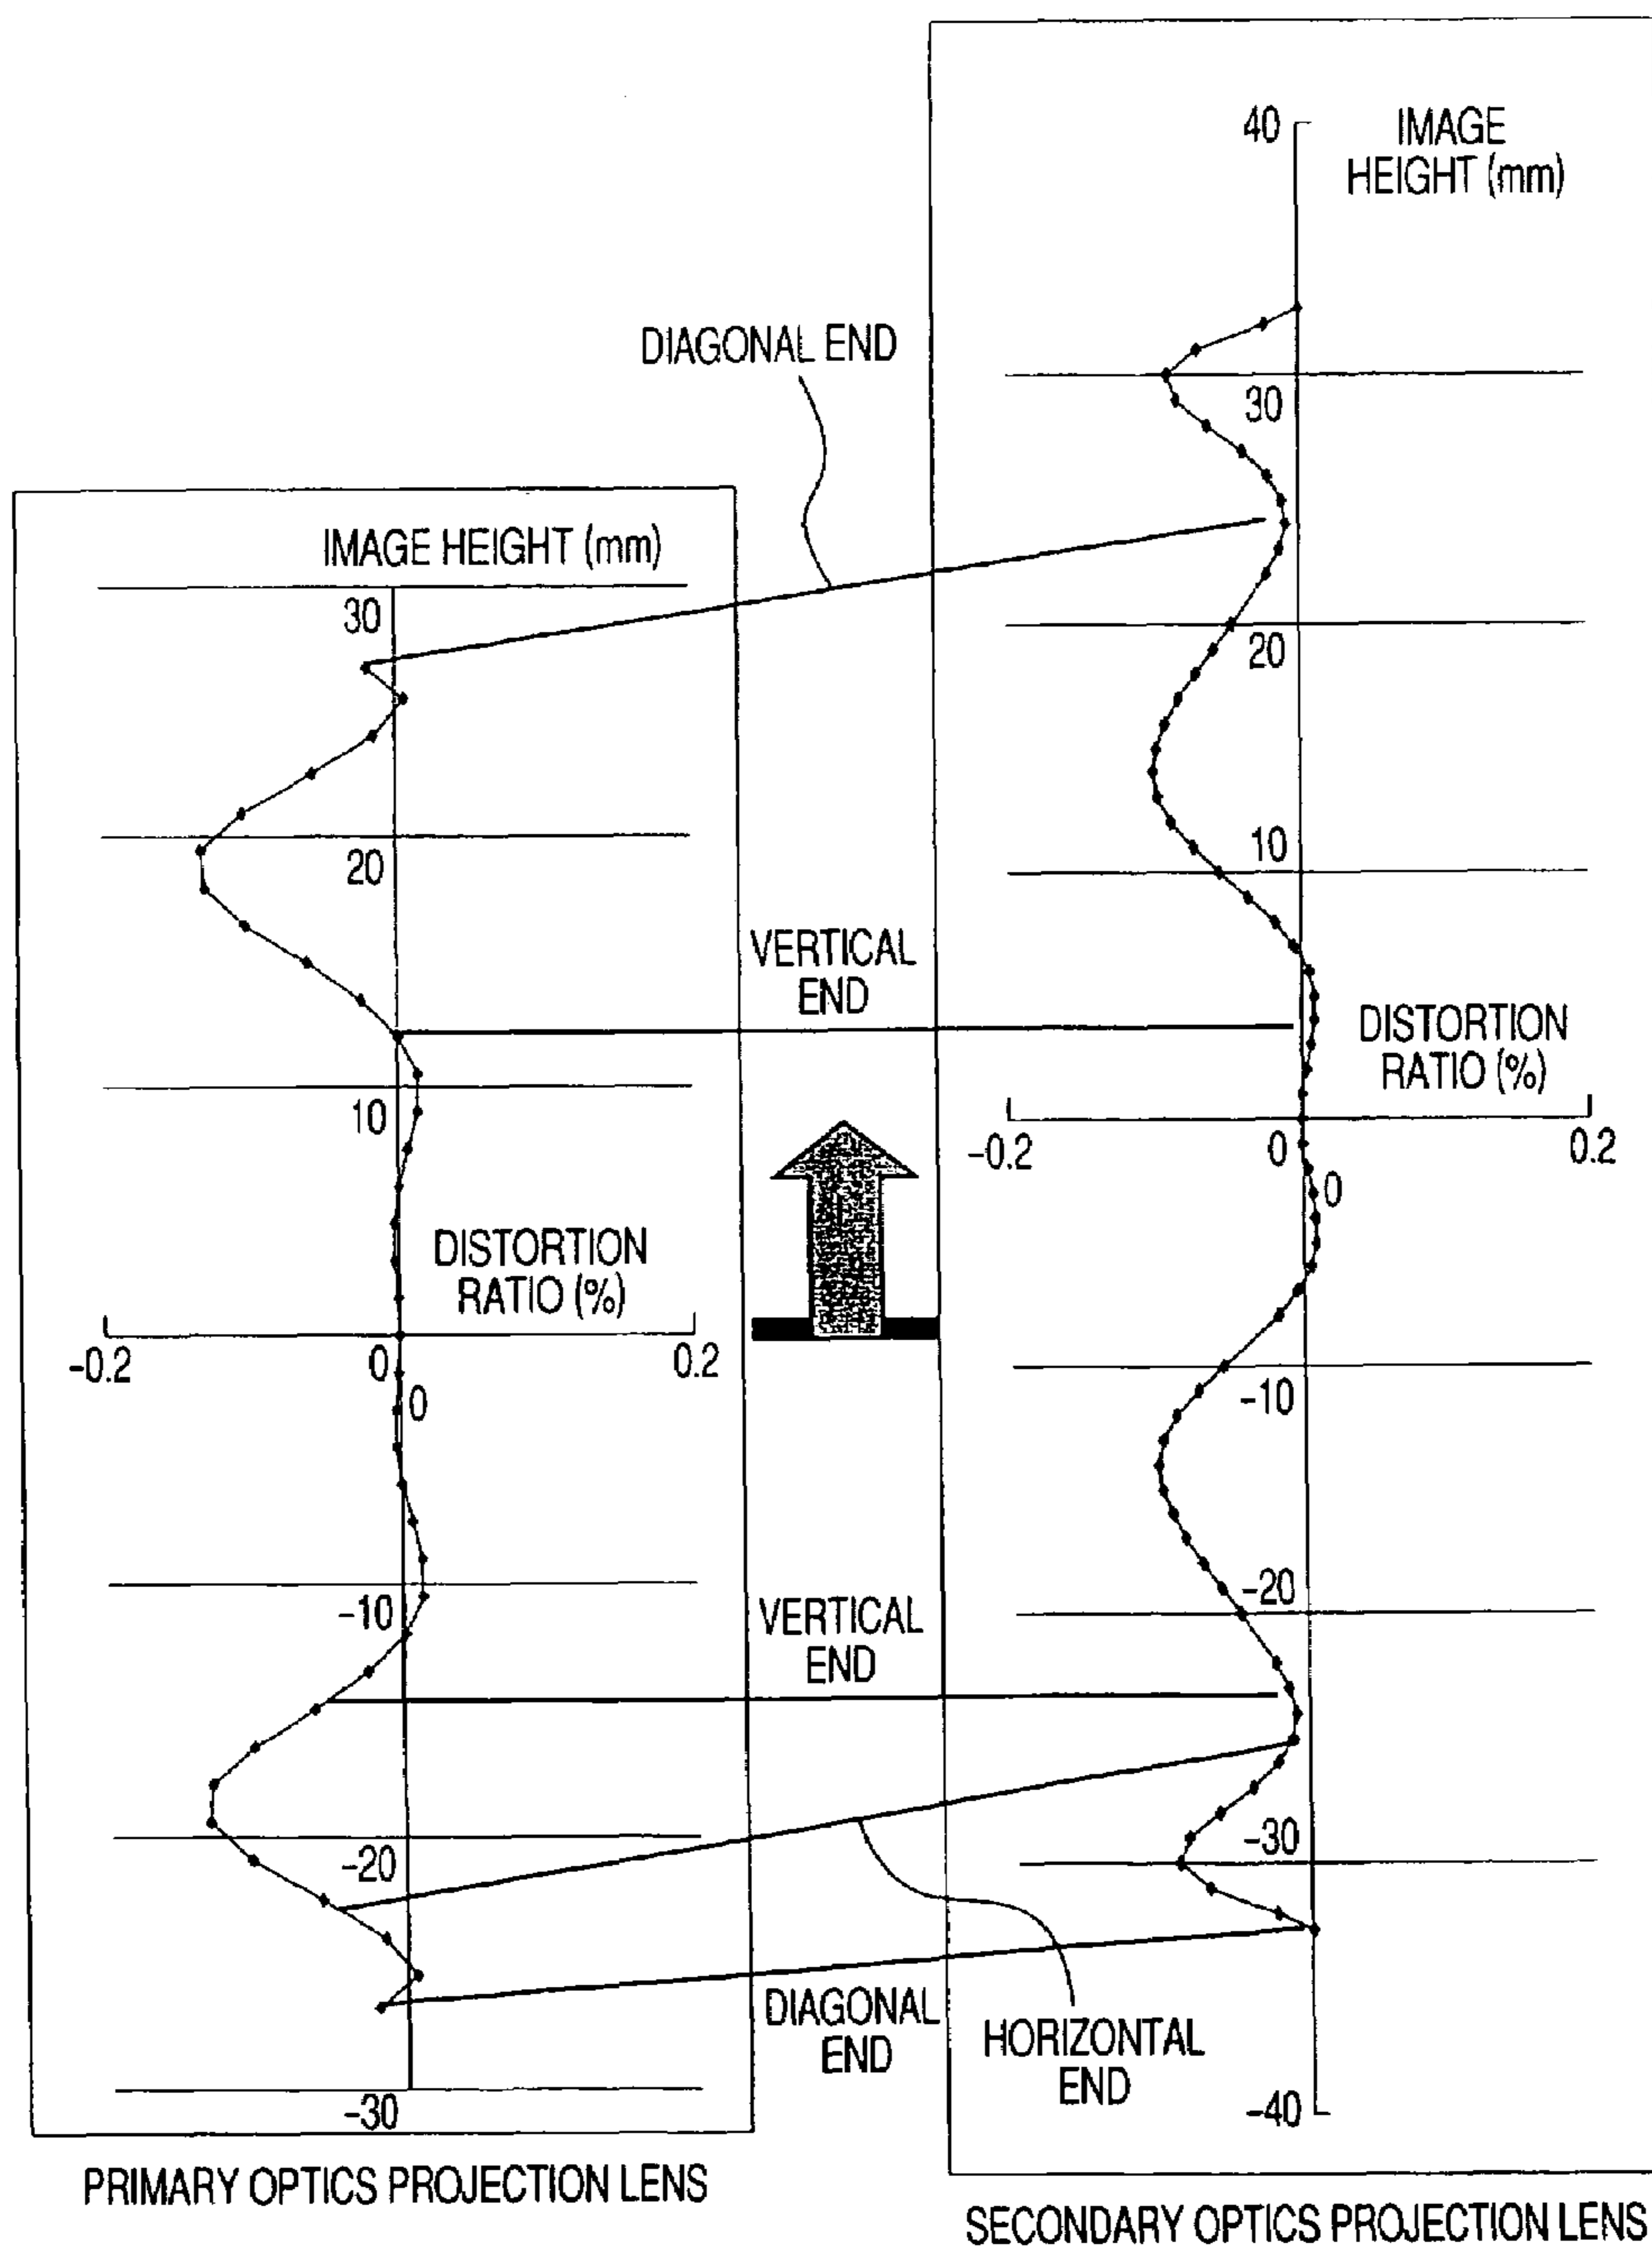 40
IMAGE
HEIGHT (mm)
DIAGONAL END
30
IMAGE HEIGHT (mm)
30
20
20
10
VERTICAL
END
DISTORTION
RATIO (%)
10
-0.2
0
0.2
0
DISTORTION
RATIO (%)
-0.2
0
0.2
0
-10
-10
-20
VERTICAL
END
-20
-30
DIAGONAL
END
HORIZONTAL
END
-30
-40
PRIMARY OPTICS PROJECTION LENS
SECONDARY OPTICS PROJECTION LENS